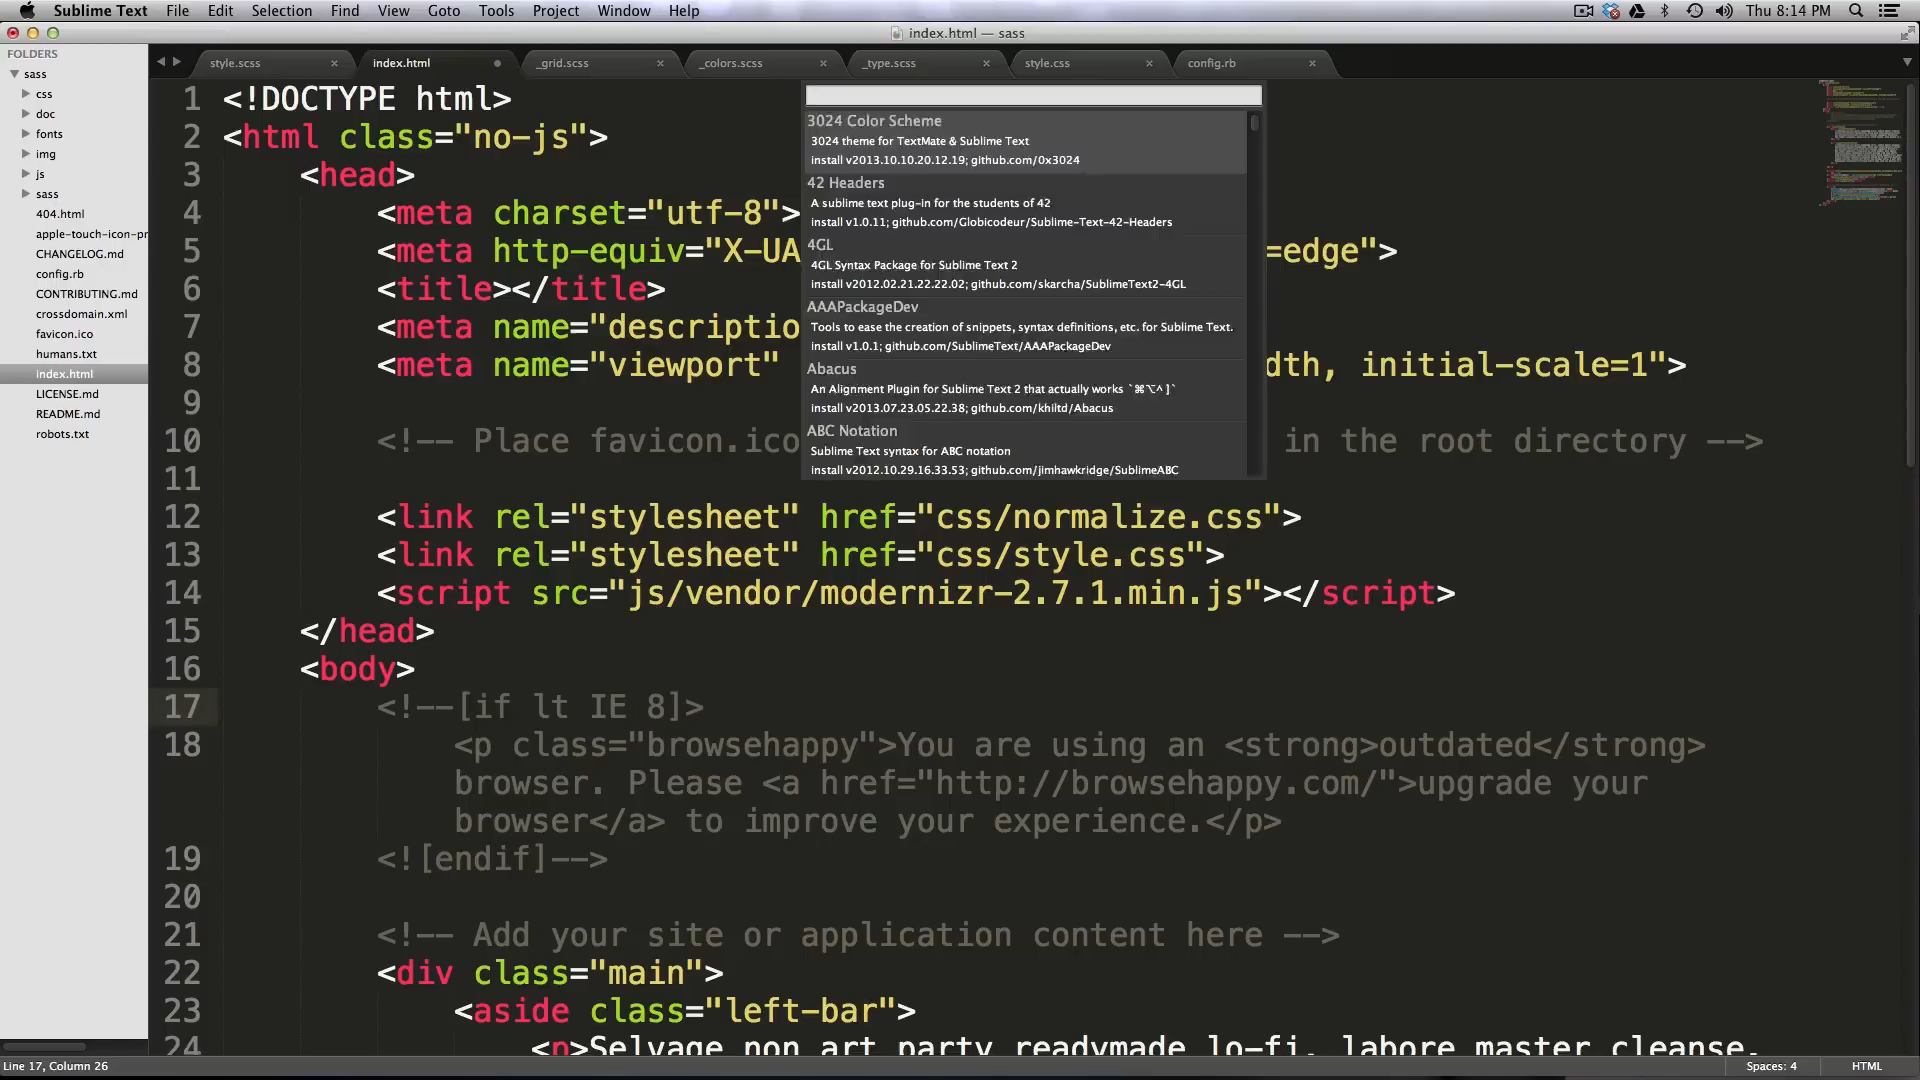 Sublime Text File Edit Selection Find View Goto Tools Project Window Help Thu 8:14 PM
index.html — sass
FOLDERS
sass
css
doc
fonts
img
js
sass
404.html
apple-touch-icon-pr
CHANGELOG.md
config.rb
CONTRIBUTING.md
crossdomain.xml
favicon.ico
humans.txt
index.html
LICENSE.md
README.md
robots.txt
style.scss index.html _grid.scss _colors.scss _type.scss style.css config.rb
3024 Color Scheme
3024 theme for TextMate & Sublime Text
install v2013.10.10.20.12.19; github.com/0x3024
42 Headers
A sublime text plug-in for the students of 42
install v1.0.11; github.com/Globicodeur/Sublime-Text-42-Headers
4GL
4GL Syntax Package for Sublime Text 2
install v2012.02.21.22.22.02; github.com/skarcha/SublimeText2-4GL
AAAPackageDev
Tools to ease the creation of snippets, syntax definitions, etc. for Sublime Text.
install v1.0.1; github.com/SublimeText/AAAPackageDev
Abacus
An Alignment Plugin for Sublime Text 2 that actually works `⌘⌥^]`
install v2013.07.23.05.22.38; github.com/khiltd/Abacus
ABC Notation
Sublime Text syntax for ABC notation
install v2012.10.29.16.33.53; github.com/jimhawkridge/SublimeABC
1 <!DOCTYPE html>
2 <html class="no-js">
3 <head>
4 <meta charset="utf-8">
5 <meta http-equiv="X-UA =edge">
6 <title></title>
7 <meta name="descriptio
8 <meta name="viewport" dth, initial-scale=1">
9
10 <!-- Place favicon.ico in the root directory -->
11
12 <link rel="stylesheet" href="css/normalize.css">
13 <link rel="stylesheet" href="css/style.css">
14 <script src="js/vendor/modernizr-2.7.1.min.js"></script>
15 </head>
16 <body>
17 <!--[if lt IE 8]>
18 <p class="browsehappy">You are using an <strong>outdated</strong>
browser. Please <a href="http://browsehappy.com/">upgrade your
browser</a> to improve your experience.</p>
19 <![endif]-->
20
21 <!-- Add your site or application content here -->
22 <div class="main">
23 <aside class="left-bar">
24 <p>Selvage non art party readymade lo-fi, labore master cleanse,
Line 17, Column 26 Spaces: 4 HTML